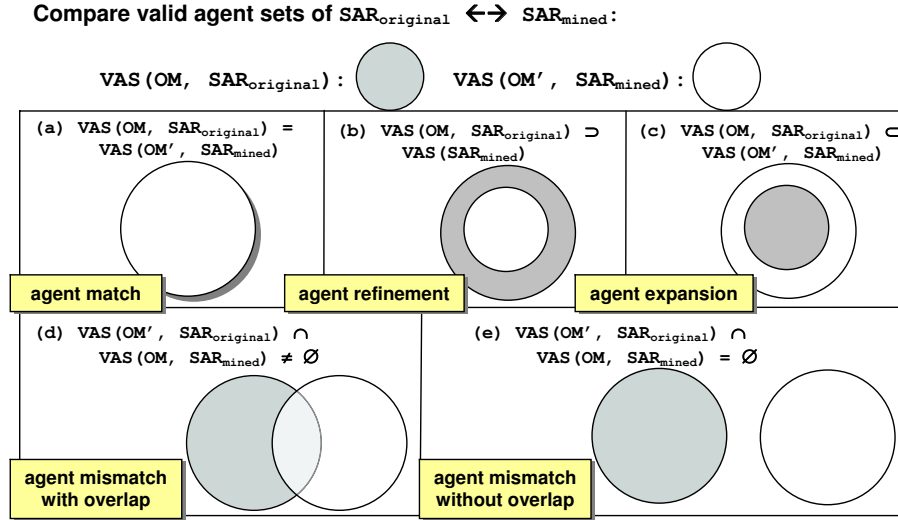 Compare valid agent sets of SARoriginal ↔ SARmined:
VAS(OM, SARoriginal): VAS(OM’, SARmined):
(a) VAS(OM, SARoriginal) =
VAS(OM’, SARmined)
agent match
(b) VAS(OM, SARoriginal) ⊃
VAS(SARmined)
agent refinement
(c) VAS(OM, SARoriginal) ⊂
VAS(OM’, SARmined)
agent expansion
(d) VAS(OM’, SARoriginal) ∩
VAS(OM, SARmined) ≠ Ø
agent mismatch
with overlap
(e) VAS(OM’, SARoriginal) ∩
VAS(OM, SARmined) = Ø
agent mismatch
without overlap